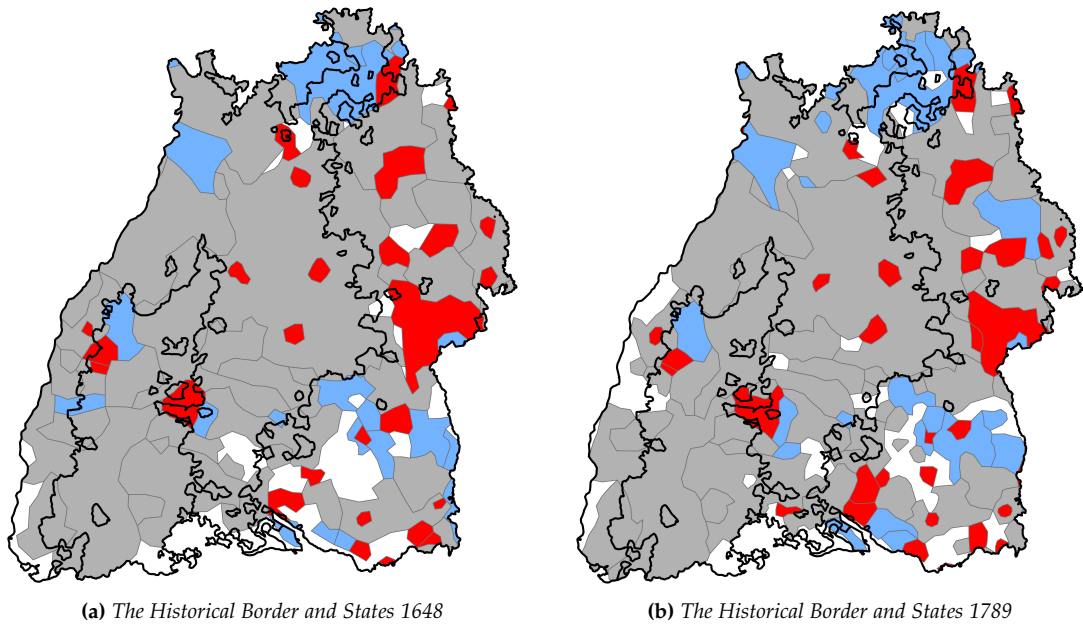 (a) The Historical Border and States 1648
(b) The Historical Border and States 1789